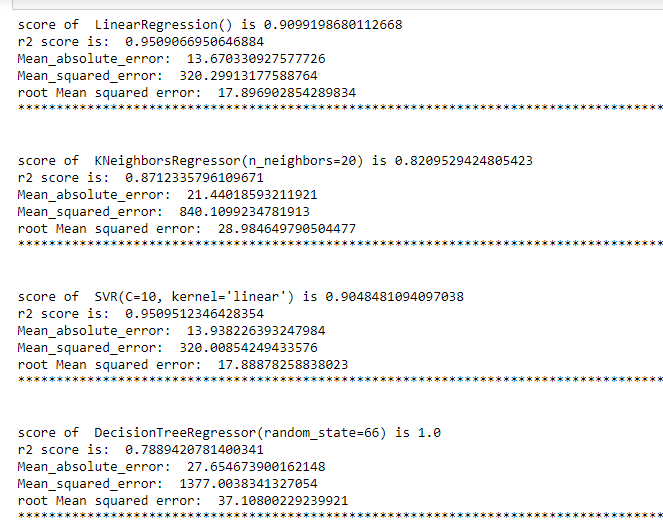 score of  LinearRegression() is 0.9099198680112668
r2 score is:  0.9509066950646884
Mean_absolute_error:  13.670330927577726
Mean_squared_error:  320.29913177588764
root Mean squared error:  17.896902854289834
************************************************************************************
score of  KNeighborsRegressor(n_neighbors=20) is 0.8209529424805423
r2 score is:  0.8712335796109671
Mean_absolute_error:  21.44018593211921
Mean_squared_error:  840.1099234781913
root Mean squared error:  28.984649790504477
************************************************************************************
score of  SVR(C=10, kernel='linear') is 0.9048481094097038
r2 score is:  0.9509512346428354
Mean_absolute_error:  13.938226393247984
Mean_squared_error:  320.00854249433576
root Mean squared error:  17.88878258838023
************************************************************************************
score of  DecisionTreeRegressor(random_state=66) is 1.0
r2 score is:  0.7889420781400341
Mean_absolute_error:  27.654673900162148
Mean_squared_error:  1377.0038341327054
root Mean squared error:  37.10800229239921
************************************************************************************